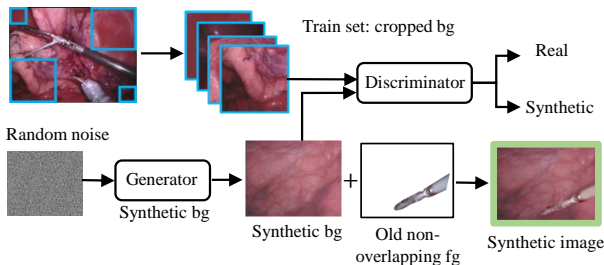 Train set: cropped bg
Real
Discriminator
Synthetic
Random noise
Generator
Synthetic bg
Synthetic bg
+
Old non-
overlapping fg
Synthetic image